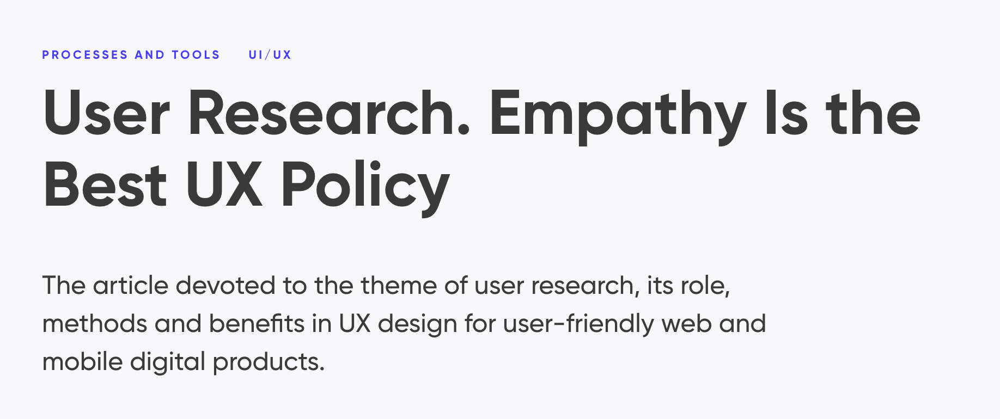 PROCESSES AND TOOLS UI/UX
User Research. Empathy Is the
Best UX Policy
The article devoted to the theme of user research, its role,
methods and benefits in UX design for user-friendly web and
mobile digital products.